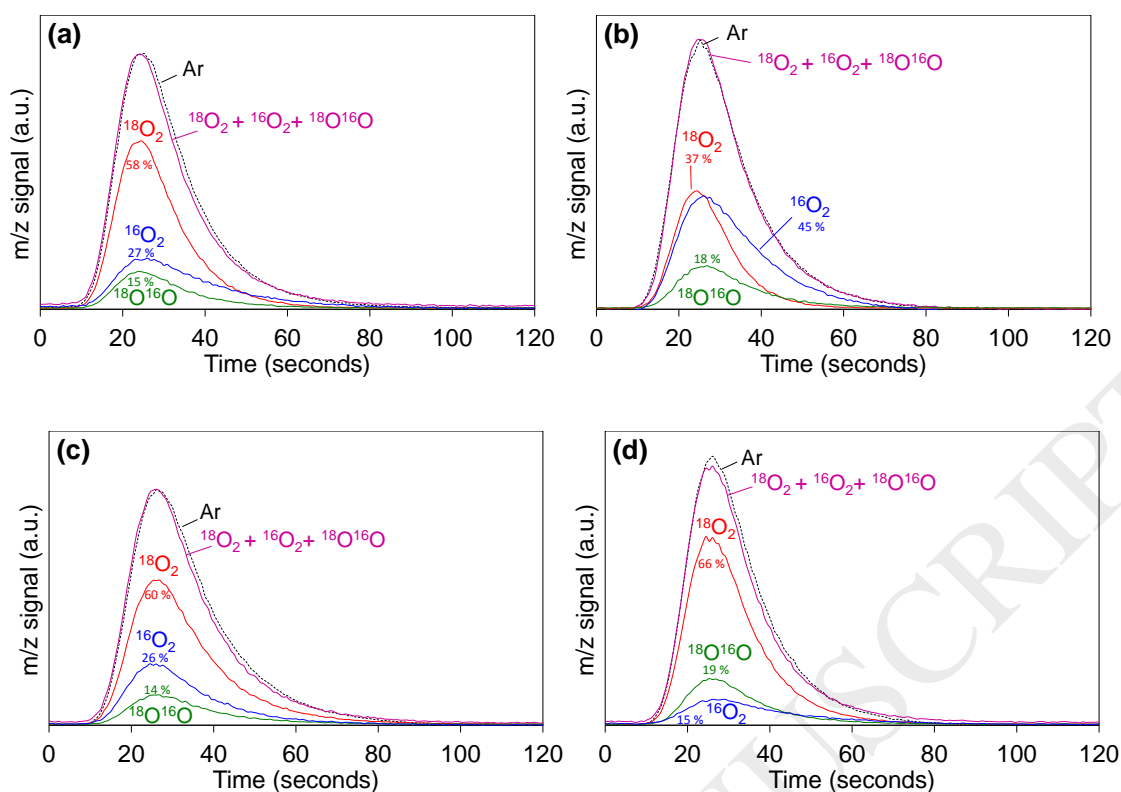 (a)
Ar
¹⁸O₂ + ¹⁶O₂+ ¹⁸O¹⁶O
¹⁸O₂
58 %
¹⁶O₂
27 %
15 %
¹⁸O¹⁶O
m/z signal (a.u.)
0 20 40 60 80 100 120
Time (seconds)
(b)
Ar
¹⁸O₂ + ¹⁶O₂+ ¹⁸O¹⁶O
¹⁸O₂
37 %
¹⁶O₂
45 %
18 %
¹⁸O¹⁶O
m/z signal (a.u.)
0 20 40 60 80 100 120
Time (seconds)
(c)
Ar
¹⁸O₂ + ¹⁶O₂+ ¹⁸O¹⁶O
¹⁸O₂
60 %
¹⁶O₂
26 %
14 %
¹⁸O¹⁶O
m/z signal (a.u.)
0 20 40 60 80 100 120
Time (seconds)
(d)
Ar
¹⁸O₂ + ¹⁶O₂+ ¹⁸O¹⁶O
¹⁸O₂
66 %
¹⁸O¹⁶O
19 %
¹⁶O₂
15 %
m/z signal (a.u.)
0 20 40 60 80 100 120
Time (seconds)
USCRIPT